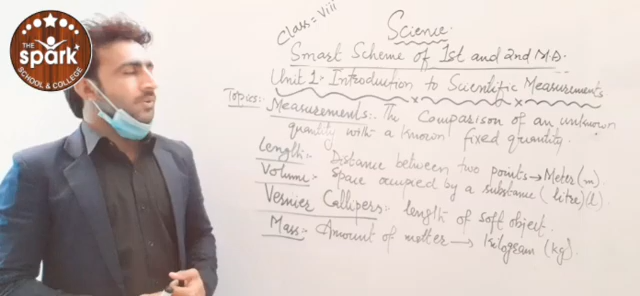 THE
spark
SCHOOL & COLLEGE
Class = Viii
Science.
Smart Scheme of 1st and 2nd M.D.
Unit 1:- Introduction to Scientific Measurements
Topics:- Measurements:- The Comparison of an unknown
quantity with a known fixed quantity.
Length:- Distance between two points → Meter (m).
Volume:- Space occupied by a substance (litre)(l)
Vernier Callipers:- length of soft object.
Mass:- Amount of matter → Kilogram (kg)